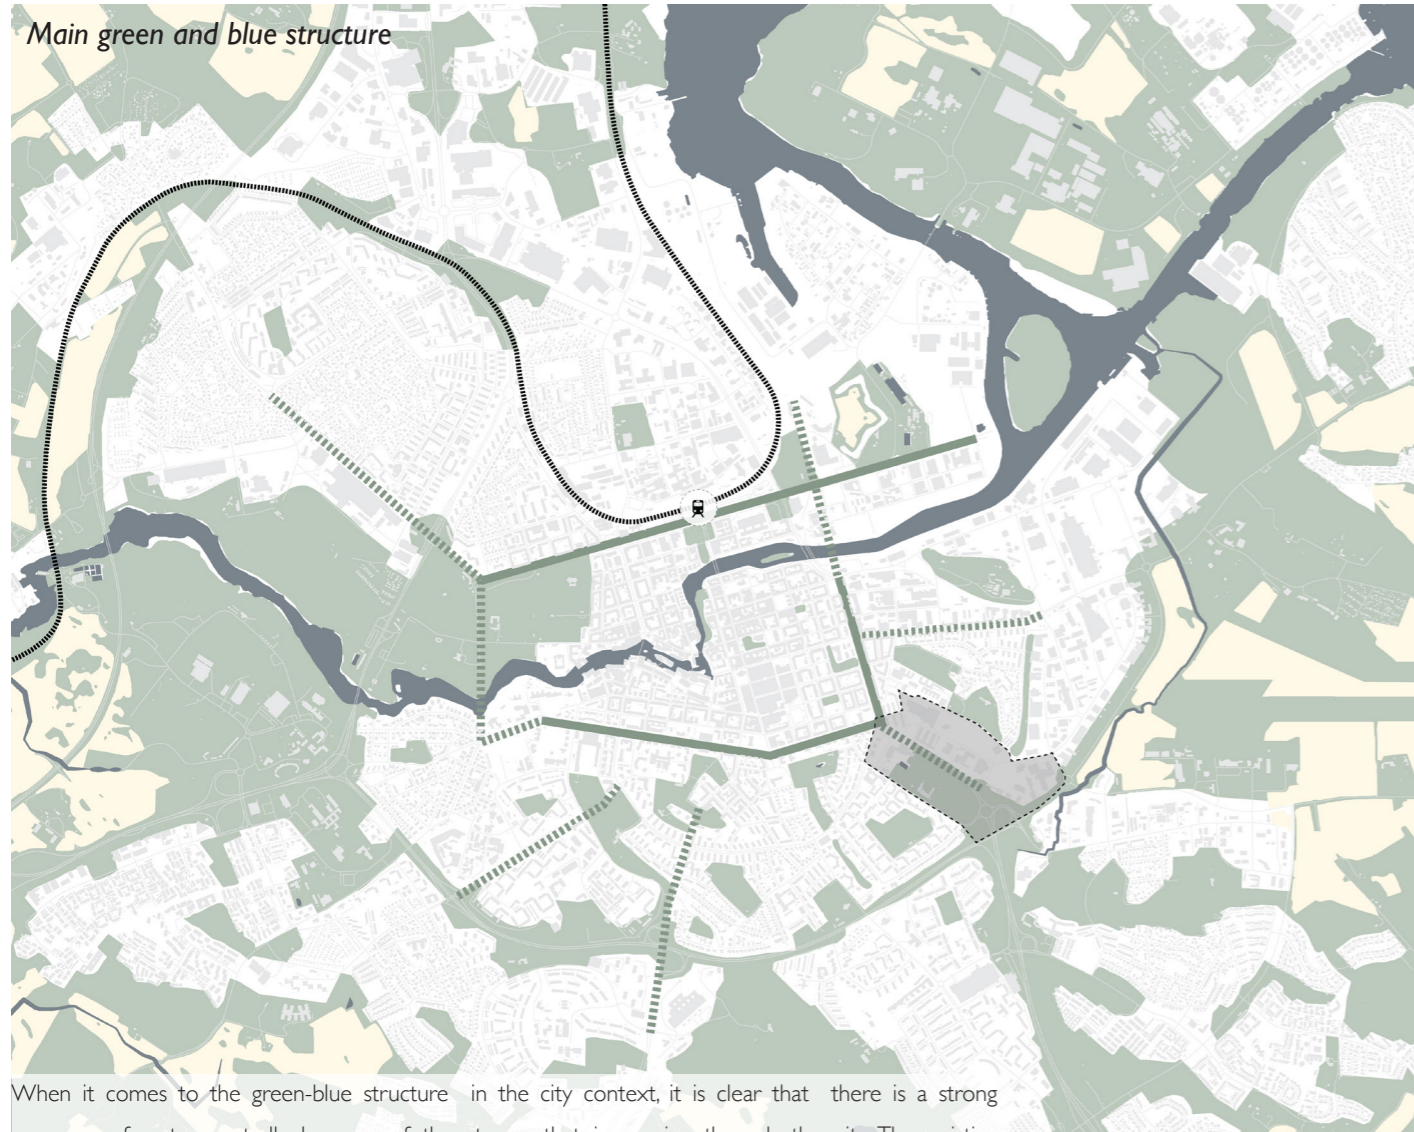 Main green and blue structure
When it comes to the green-blue structure in the city context, it is clear that there is a strong